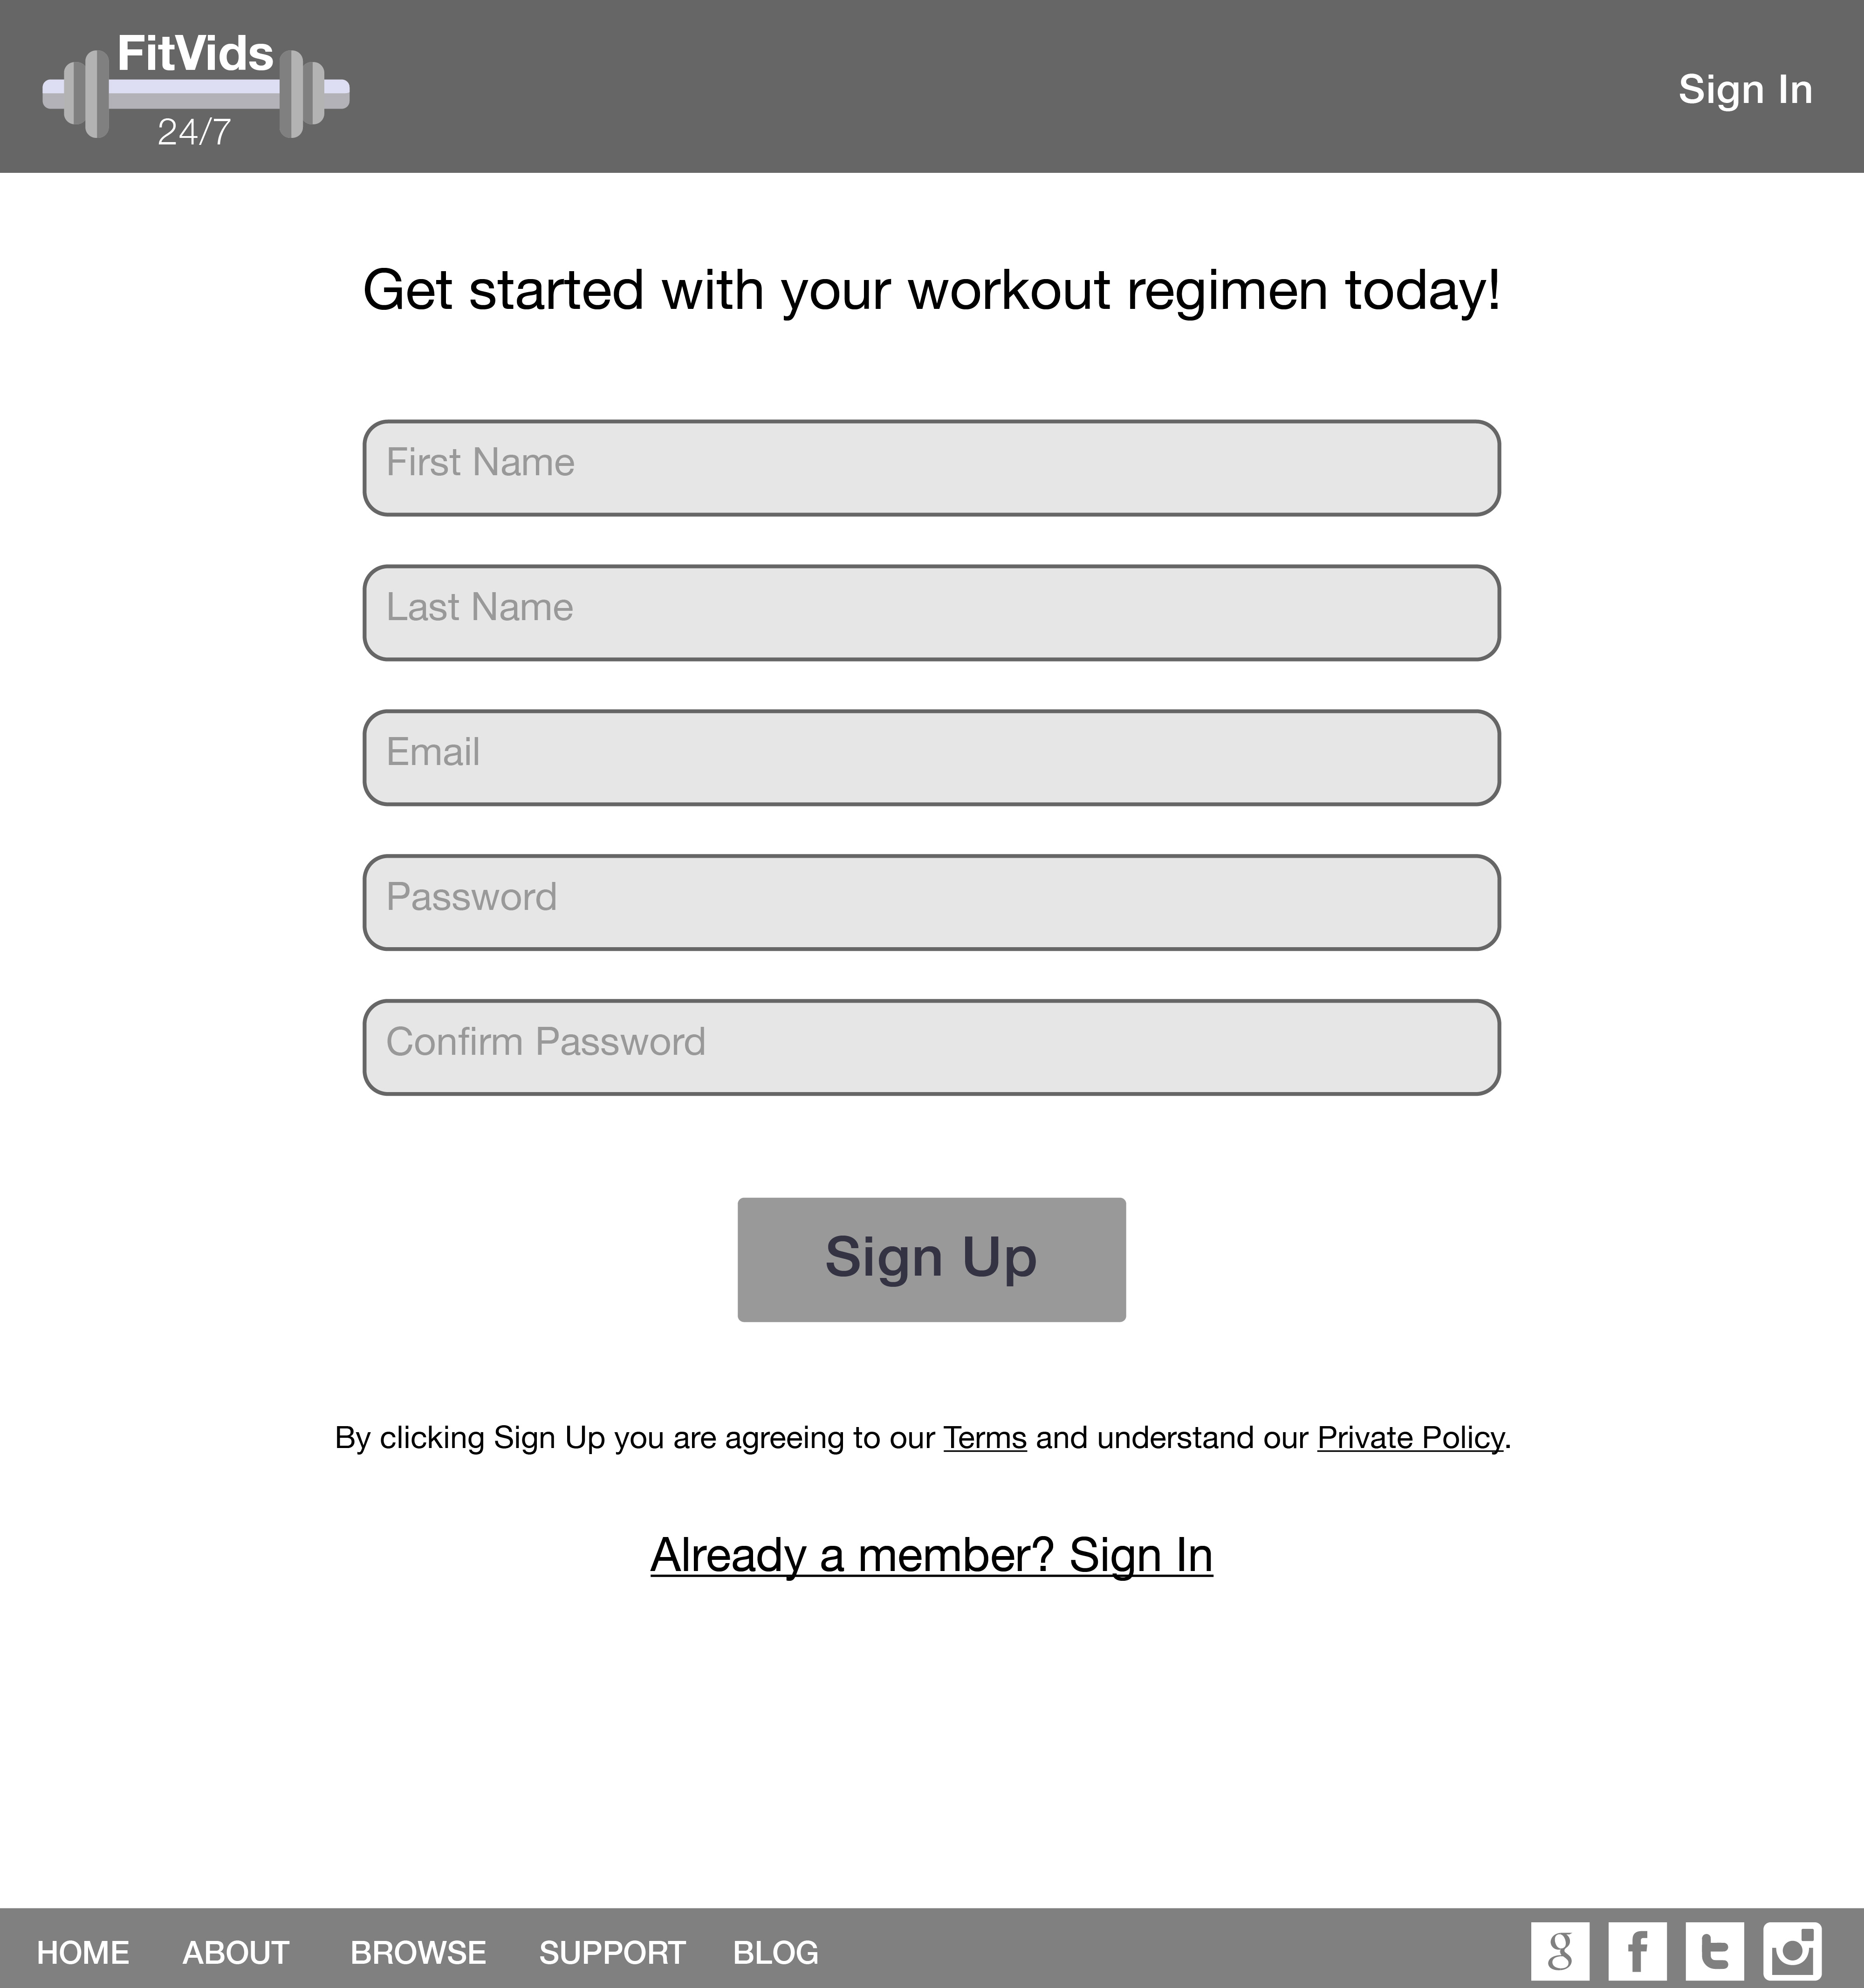 FitVids
24/7
Sign In
Get started with your workout regimen today!
First Name
Last Name
Email
Password
Confirm Password
Sign Up
By clicking Sign Up you are agreeing to our Terms and understand our Private Policy.
Already a member? Sign In
HOME ABOUT BROWSE SUPPORT BLOG